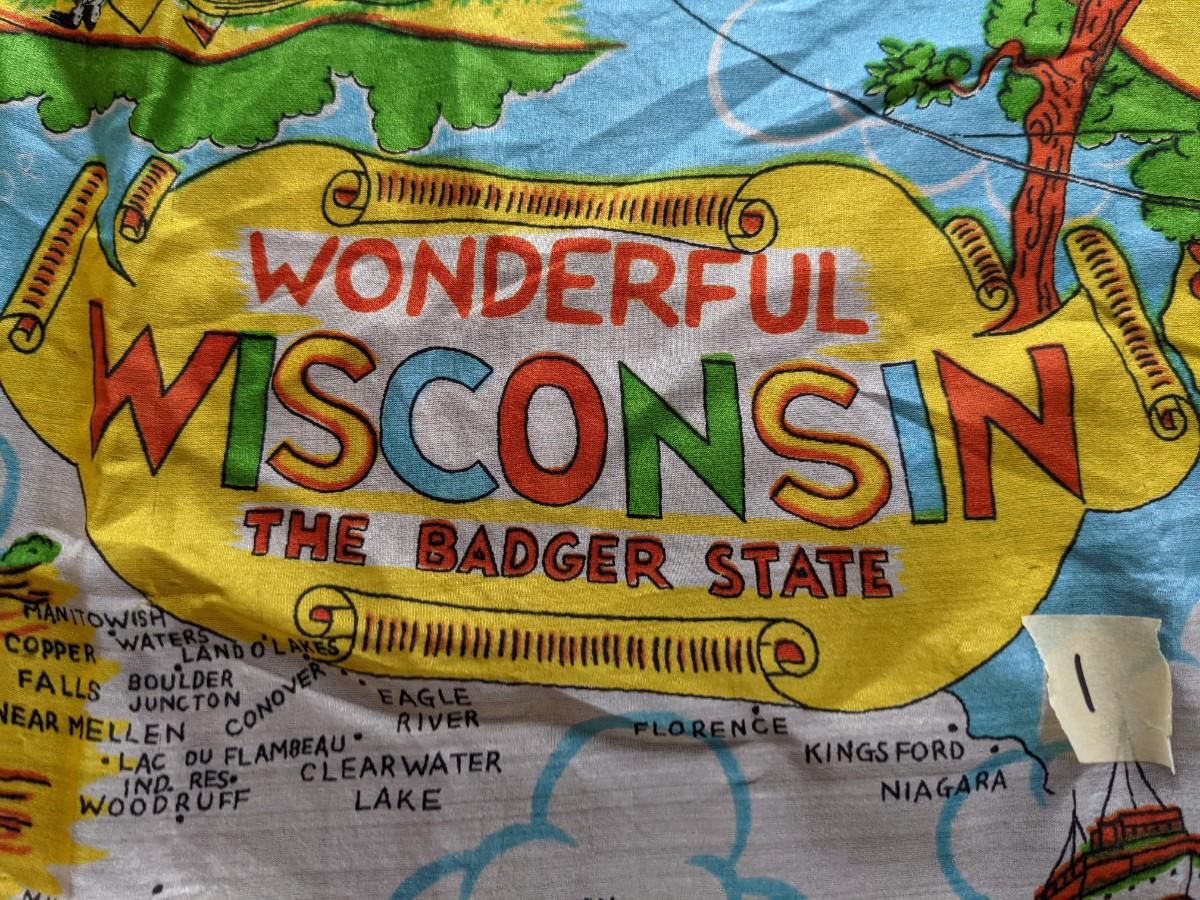 WONDERFUL
WISCONSIN
THE BADGER STATE
MANITOWISH
WATERS
COPPER
FALLS
NEAR MELLEN
LAND O'LAKES
BOULDER
JUNCTON
CONOVER
EAGLE
RIVER
LAC DU FLAMBEAU
IND. RES.
WOODRUFF
CLEARWATER
LAKE
FLORENCE
KINGSFORD
NIAGARA
1